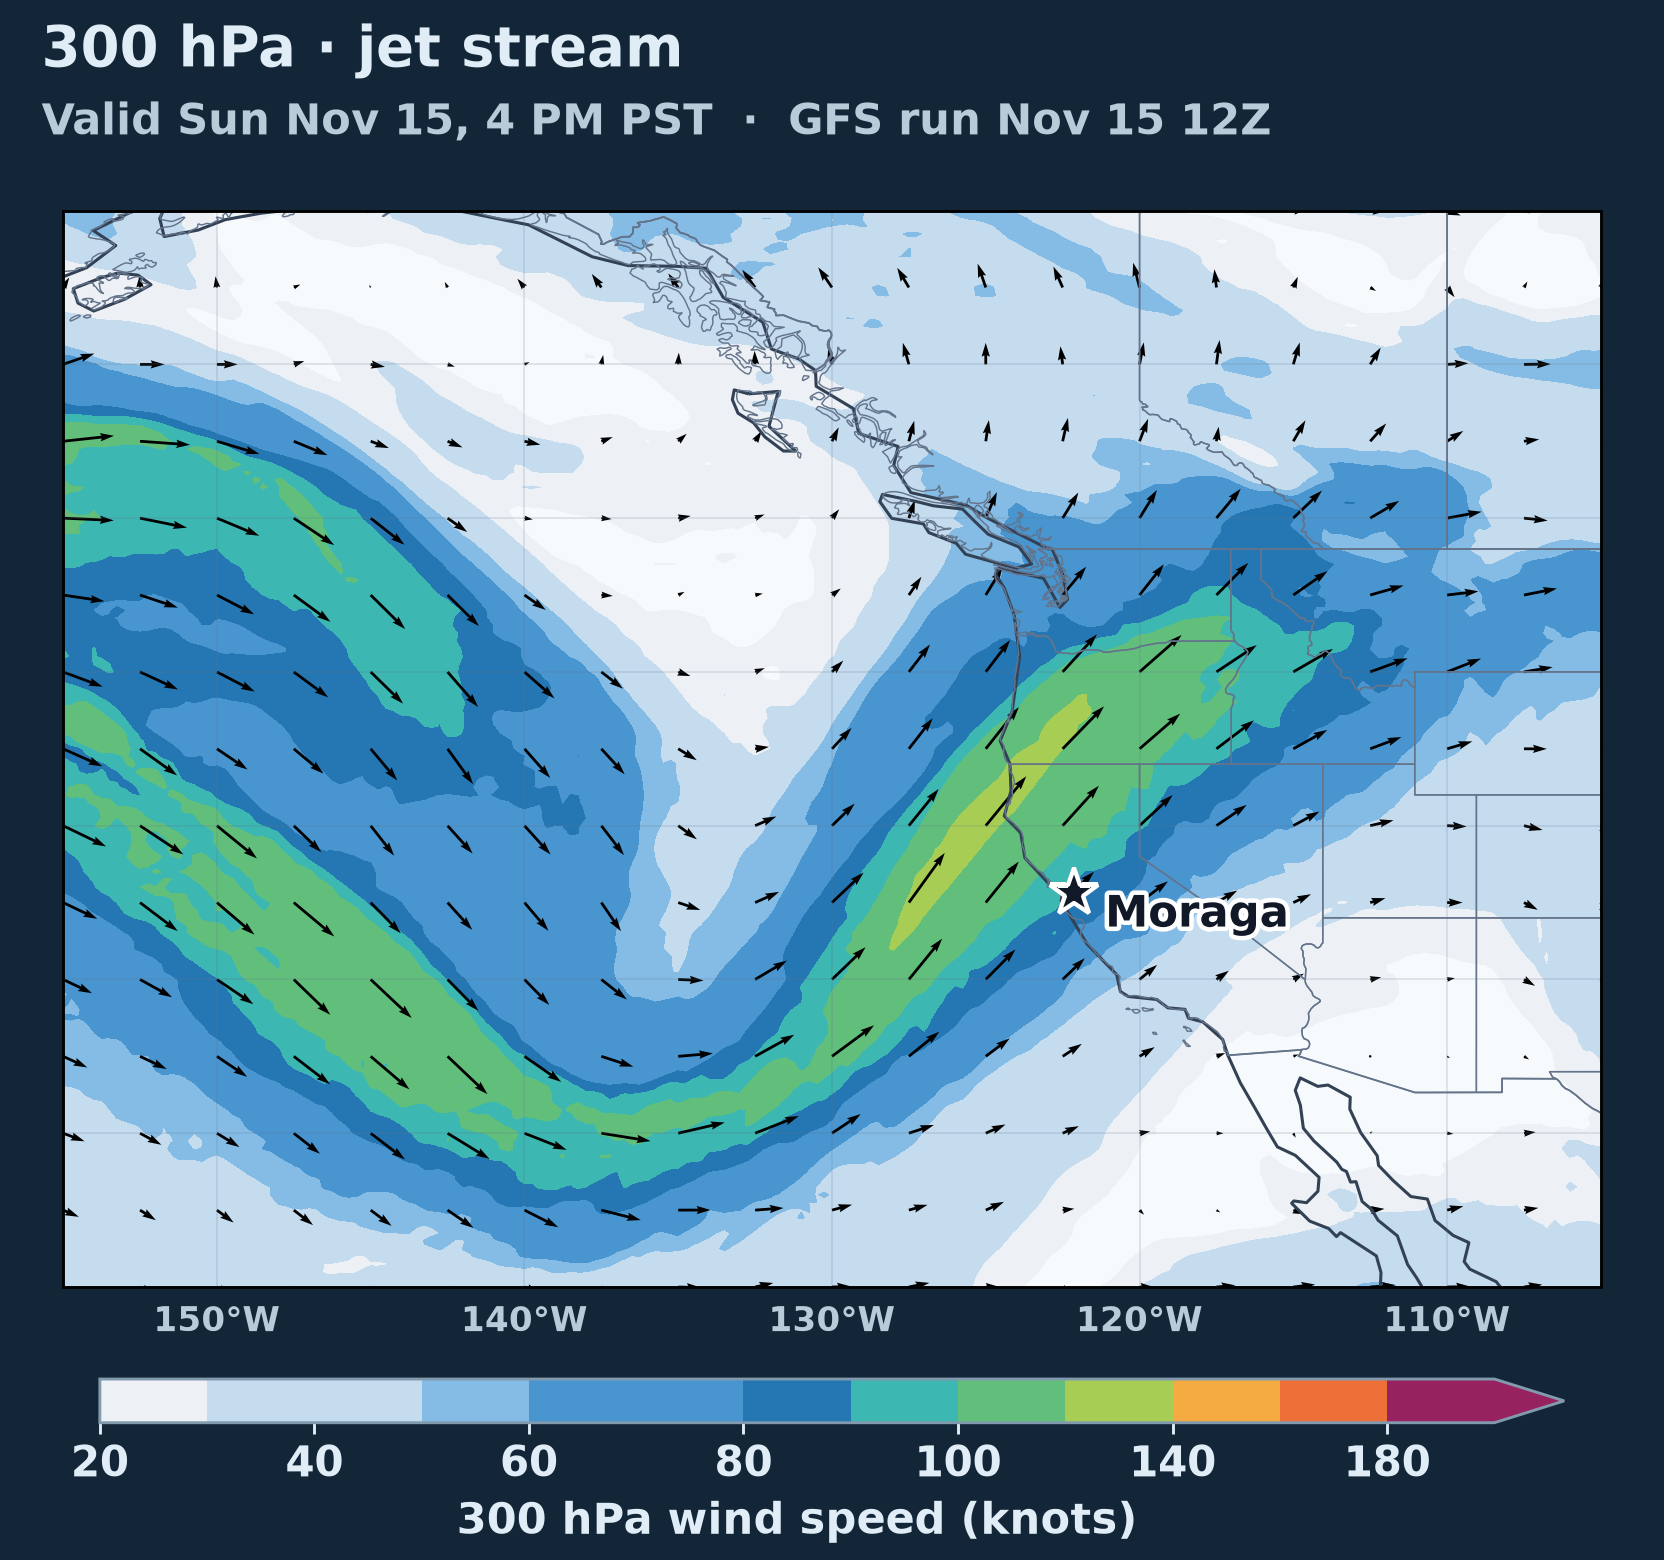 300 hPa · jet stream
Valid Sun Nov 15, 4 PM PST · GFS run Nov 15 12Z
Moraga
150°W 140°W 130°W 120°W 110°W
20 40 60 80 100 140 180
300 hPa wind speed (knots)